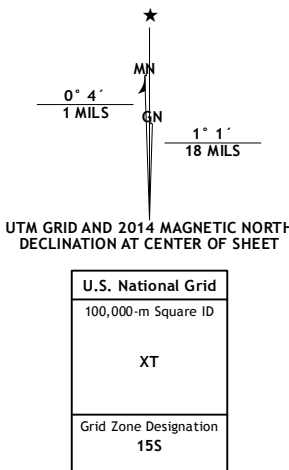 ★
MN
0° 4´
1 MILS
GN
1° 1´
18 MILS
UTM GRID AND 2014 MAGNETIC NORTH
DECLINATION AT CENTER OF SHEET
U.S. National Grid
100,000-m Square ID
XT
Grid Zone Designation
15S